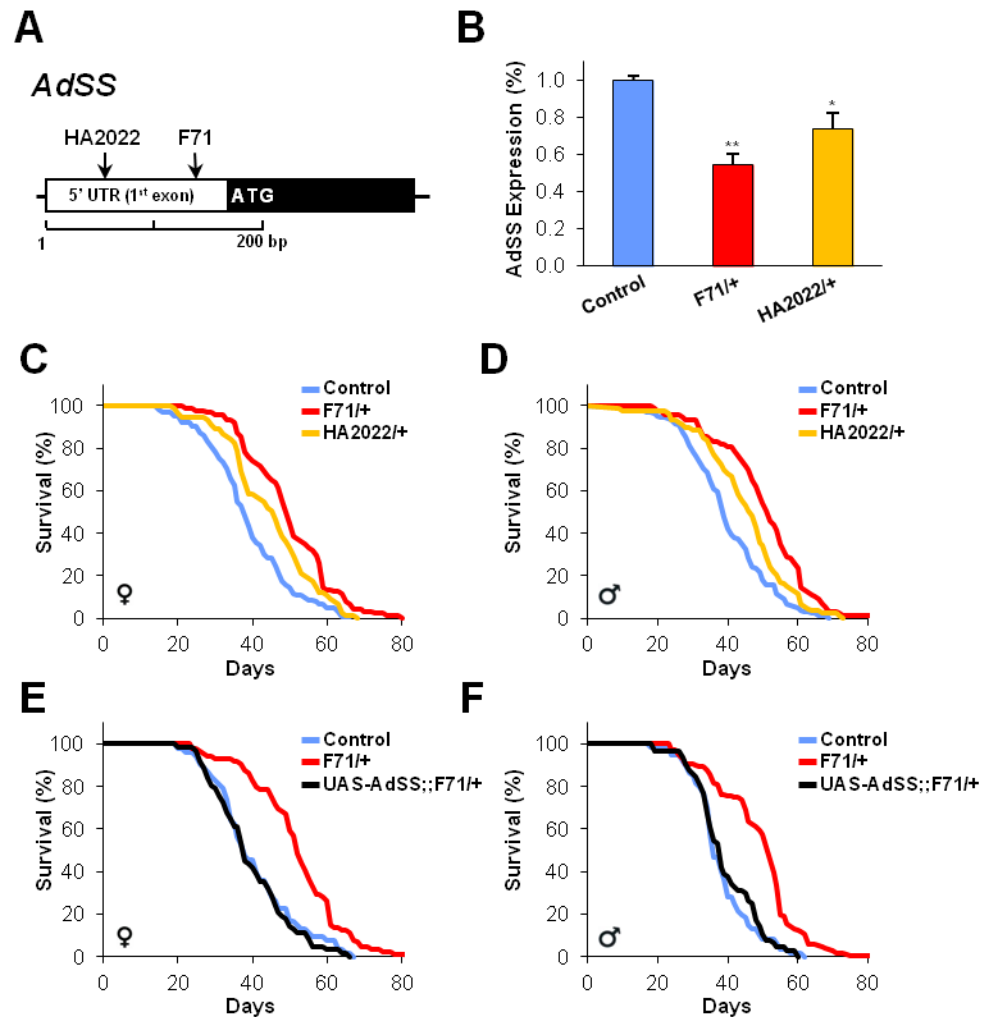 A
AdSS
HA2022 F71
5' UTR (1st exon) ATG
1 200 bp
B
AdSS Expression (%)
1.0
0.8
0.6
0.4
0.2
0.0
** *
Control F71/+ HA2022/+
C
Control
F71/+
HA2022/+
Survival (%)
100
80
60
40
20
0
♀
0 20 40 60 80
Days
D
Control
F71/+
HA2022/+
Survival (%)
100
80
60
40
20
0
♂
0 20 40 60 80
Days
E
Control
F71/+
UAS-AdSS;;F71/+
Survival (%)
100
80
60
40
20
0
♀
0 20 40 60 80
Days
F
Control
F71/+
UAS-AdSS;;F71/+
Survival (%)
100
80
60
40
20
0
♂
0 20 40 60 80
Days